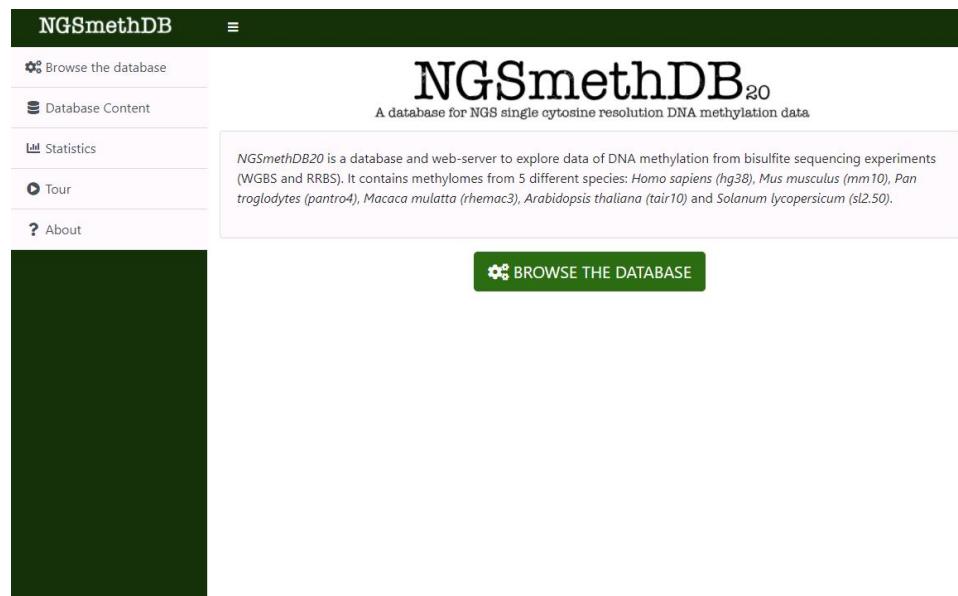 NGSmethDB
Browse the database
Database Content
Statistics
Tour
? About
NGSmethDB20
A database for NGS single cytosine resolution DNA methylation data
NGSmethDB20 is a database and web-server to explore data of DNA methylation from bisulfite sequencing experiments
(WGBS and RRBS). It contains methylomes from 5 different species: Homo sapiens (hg38), Mus musculus (mm10), Pan
troglodytes (pantro4), Macaca mulatta (rhemac3), Arabidopsis thaliana (tair10) and Solanum lycopersicum (sl2.50).
BROWSE THE DATABASE